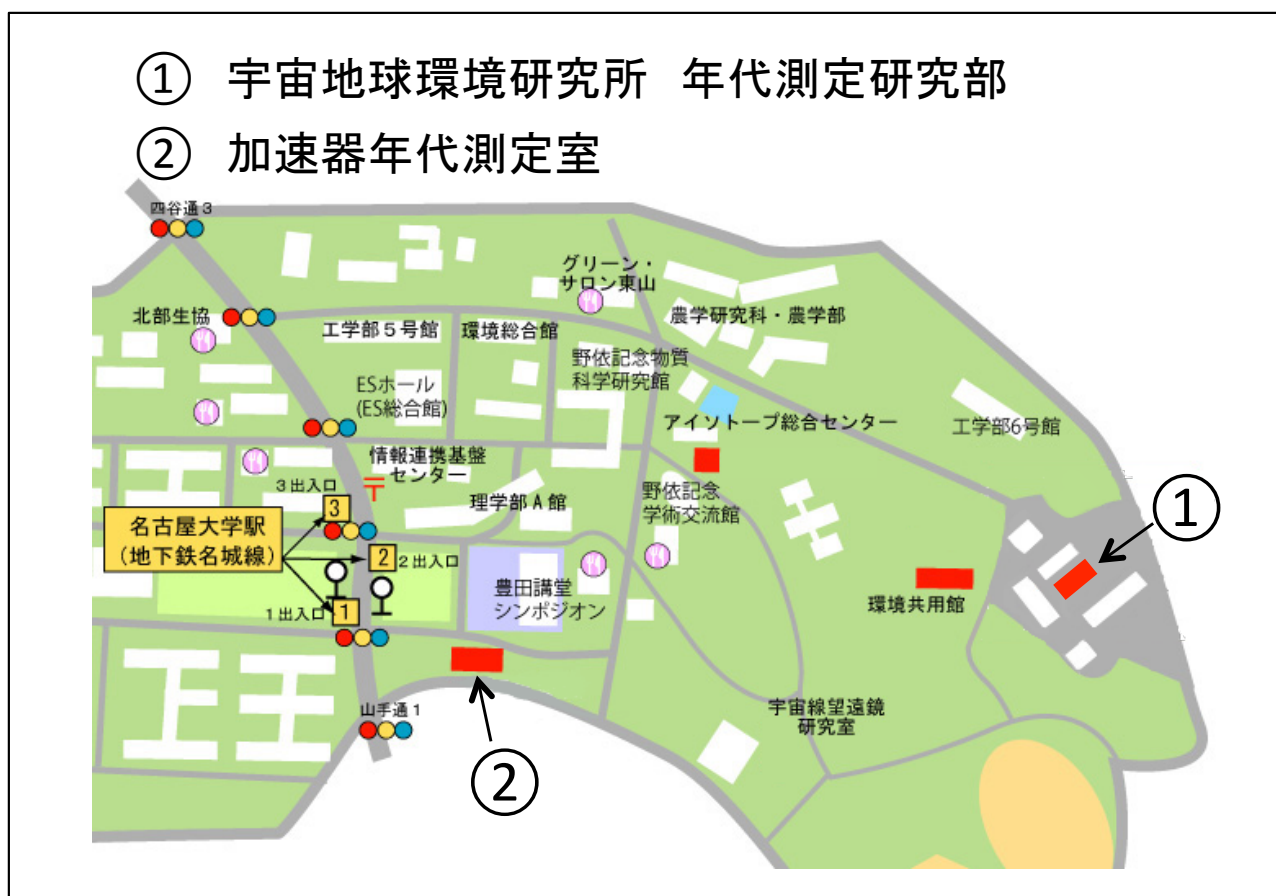 ① 宇宙地球環境研究所 年代測定研究部
② 加速器年代測定室
四谷通3
グリーン・
サロン東山
北部生協
工学部5号館
環境総合館
農学研究科・農学部
野依記念物質
科学研究館
ESホール
(ES総合館)
アイソトープ総合センター
工学部6号館
情報連携基盤
センター
〒
3出入口
3
理学部A館
野依記念
学術交流館
①
名古屋大学駅
(地下鉄名城線)
2
2出入口
豊田講堂
シンポジオン
環境共用館
1出入口
1
山手通1
宇宙線望遠鏡
研究室
②